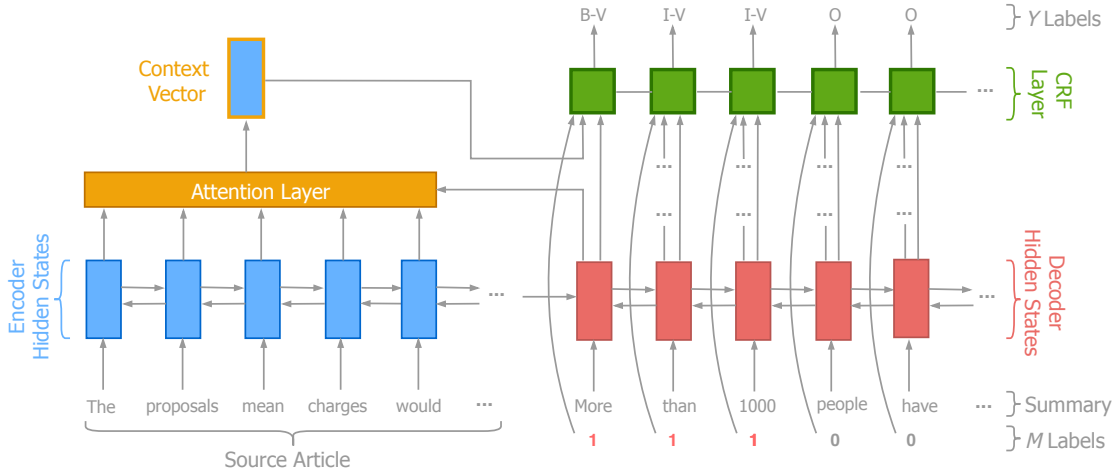 B-V I-V I-V O O
Y Labels
Context
Vector
CRF
Layer
...
... ...
Attention Layer
... ...
Encoder
Hidden States
...
Decoder
Hidden States
...
The proposals mean charges would ...
More than 1000 people have ...
Summary
1 1 1 0 0
M Labels
Source Article